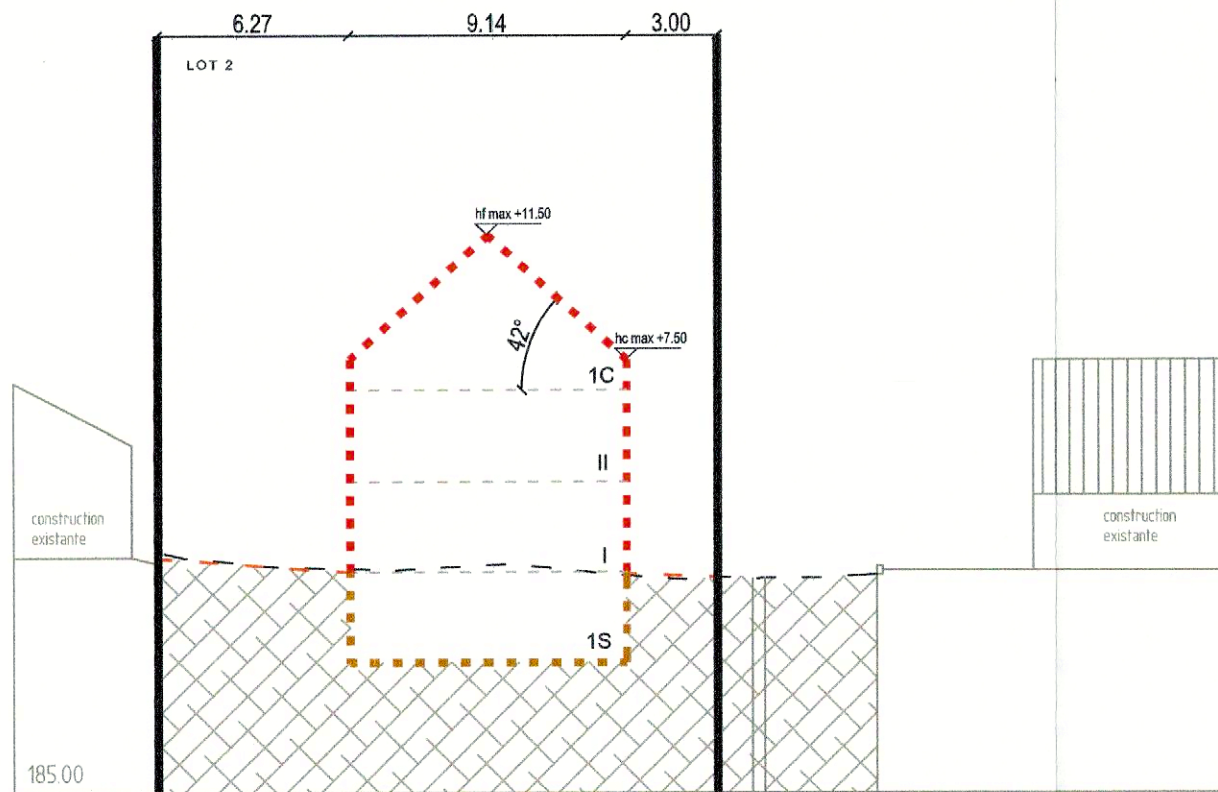 6.27 9.14 3.00
LOT 2
hf max +11.50
42°
hc max +7.50
1C
II
I
1S
construction
existante
construction
existante
185.00